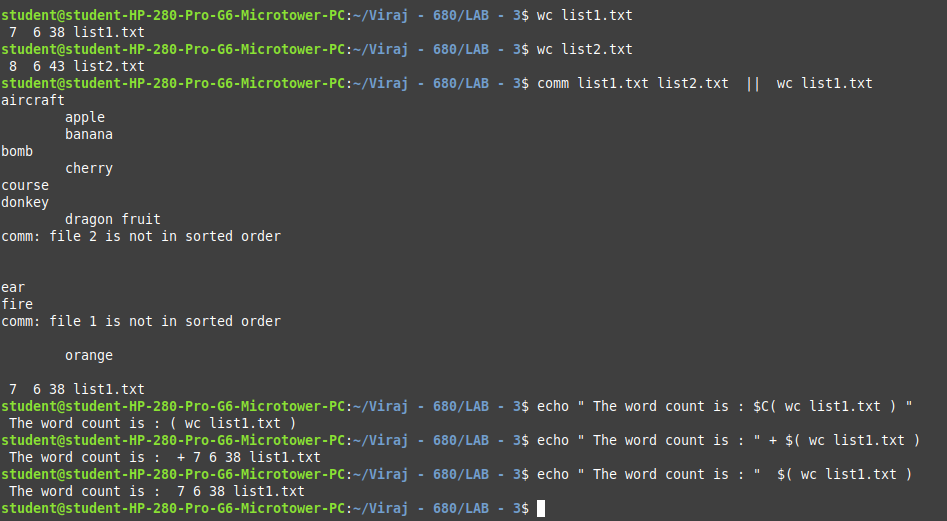 student@student-HP-280-Pro-G6-Microtower-PC:~/Viraj - 680/LAB - 3$ wc list1.txt
 7  6 38 list1.txt
student@student-HP-280-Pro-G6-Microtower-PC:~/Viraj - 680/LAB - 3$ wc list2.txt
 8  6 43 list2.txt
student@student-HP-280-Pro-G6-Microtower-PC:~/Viraj - 680/LAB - 3$ comm list1.txt list2.txt  ||  wc list1.txt
aircraft
        apple
        banana
bomb
        cherry
course
donkey
        dragon fruit
comm: file 2 is not in sorted order
ear
fire
comm: file 1 is not in sorted order
        orange
 7  6 38 list1.txt
student@student-HP-280-Pro-G6-Microtower-PC:~/Viraj - 680/LAB - 3$ echo " The word count is : $C( wc list1.txt ) "
 The word count is : ( wc list1.txt )
student@student-HP-280-Pro-G6-Microtower-PC:~/Viraj - 680/LAB - 3$ echo " The word count is : " + $( wc list1.txt )
 The word count is :  + 7 6 38 list1.txt
student@student-HP-280-Pro-G6-Microtower-PC:~/Viraj - 680/LAB - 3$ echo " The word count is : "  $( wc list1.txt )
 The word count is :  7 6 38 list1.txt
student@student-HP-280-Pro-G6-Microtower-PC:~/Viraj - 680/LAB - 3$